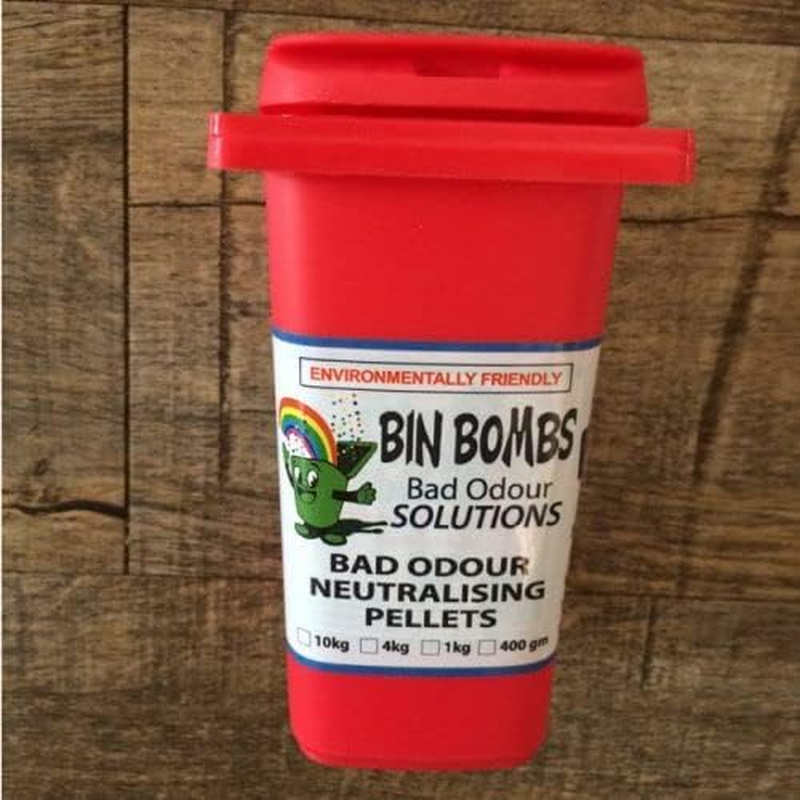 ENVIRONMENTALLY FRIENDLY
BIN BOMBS
Bad Odour
SOLUTIONS
BAD ODOUR
NEUTRALISING
PELLETS
10kg 4kg 1kg 400 gm